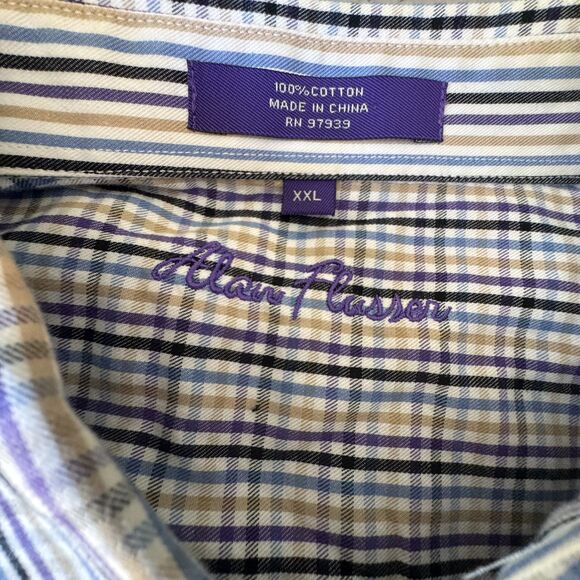 100% COTTON
MADE IN CHINA
RN 97939
XXL
Alan Flusser